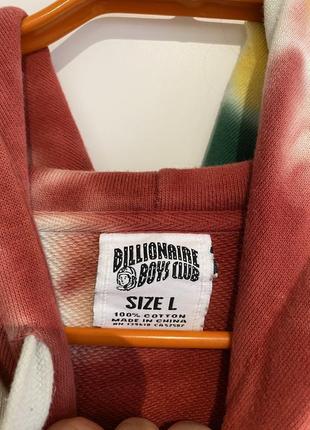 BILLIONAIRE
BOYS CLUB
SIZE L
100% COTTON
MADE IN CHINA